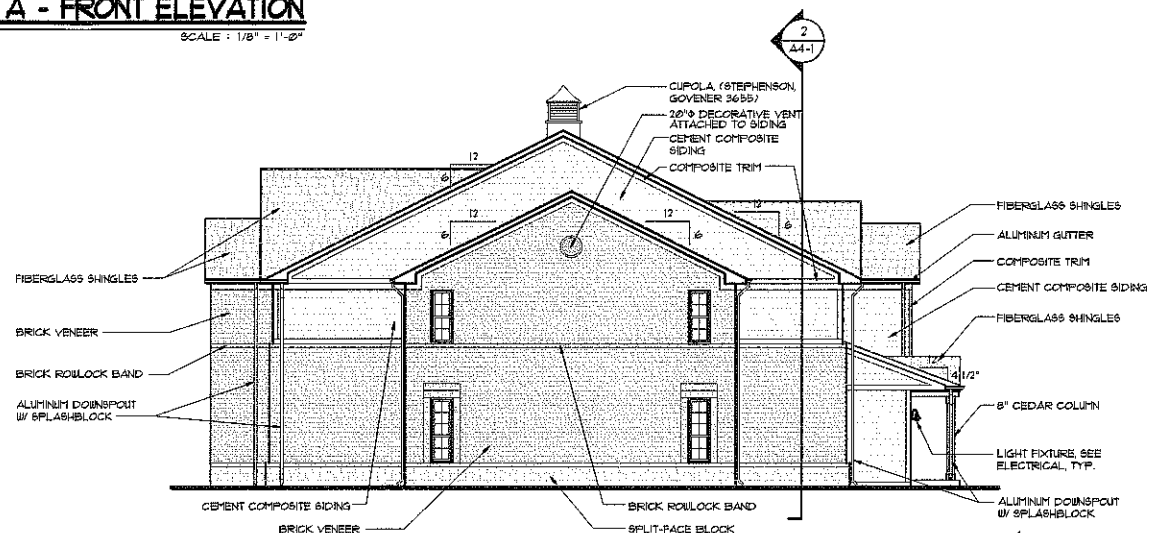 A - FRONT ELEVATION
SCALE : 1/8" = 1'-0"
2
A4-1
CUPOLA, (STEPHENSON,
GOVENER 3655)
20"Φ DECORATIVE VENT
ATTACHED TO SIDING
CEMENT COMPOSITE
SIDING
COMPOSITE TRIM
12
6
12
6
12
6
12
6
FIBERGLASS SHINGLES
BRICK VENEER
BRICK ROWLOCK BAND
ALUMINUM DOWNSPOUT
W/ SPLASHBLOCK
FIBERGLASS SHINGLES
ALUMINUM GUTTER
COMPOSITE TRIM
CEMENT COMPOSITE SIDING
FIBERGLASS SHINGLES
12
4 1/2"
8" CEDAR COLUMN
LIGHT FIXTURE, SEE
ELECTRICAL, TYP.
ALUMINUM DOWNSPOUT
W/ SPLASHBLOCK
CEMENT COMPOSITE SIDING
BRICK VENEER
BRICK ROWLOCK BAND
SPLIT-FACE BLOCK